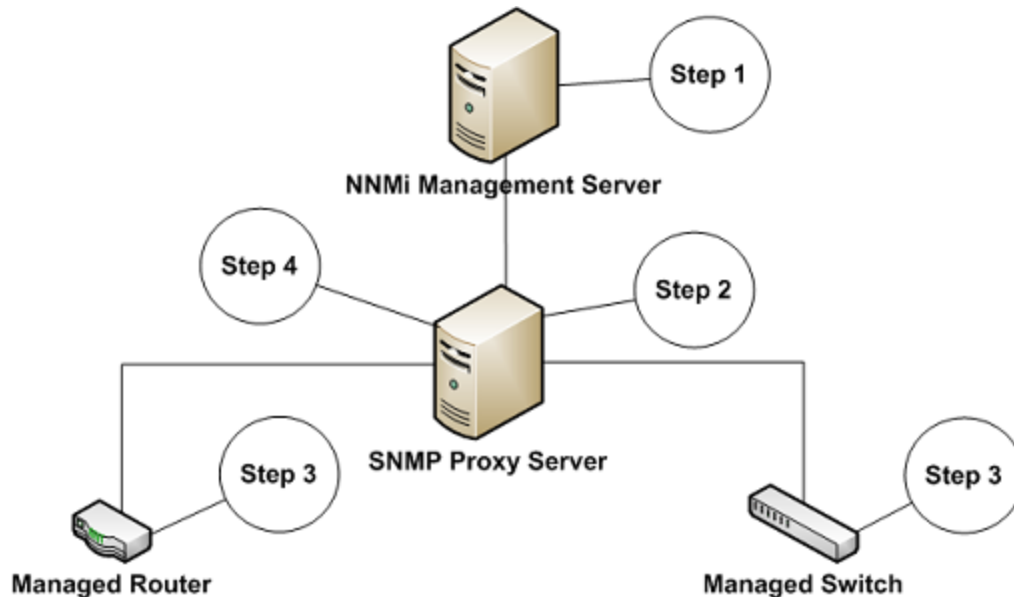 Step 1
NNMi Management Server
Step 4
Step 2
SNMP Proxy Server
Step 3
Step 3
Managed Router
Managed Switch